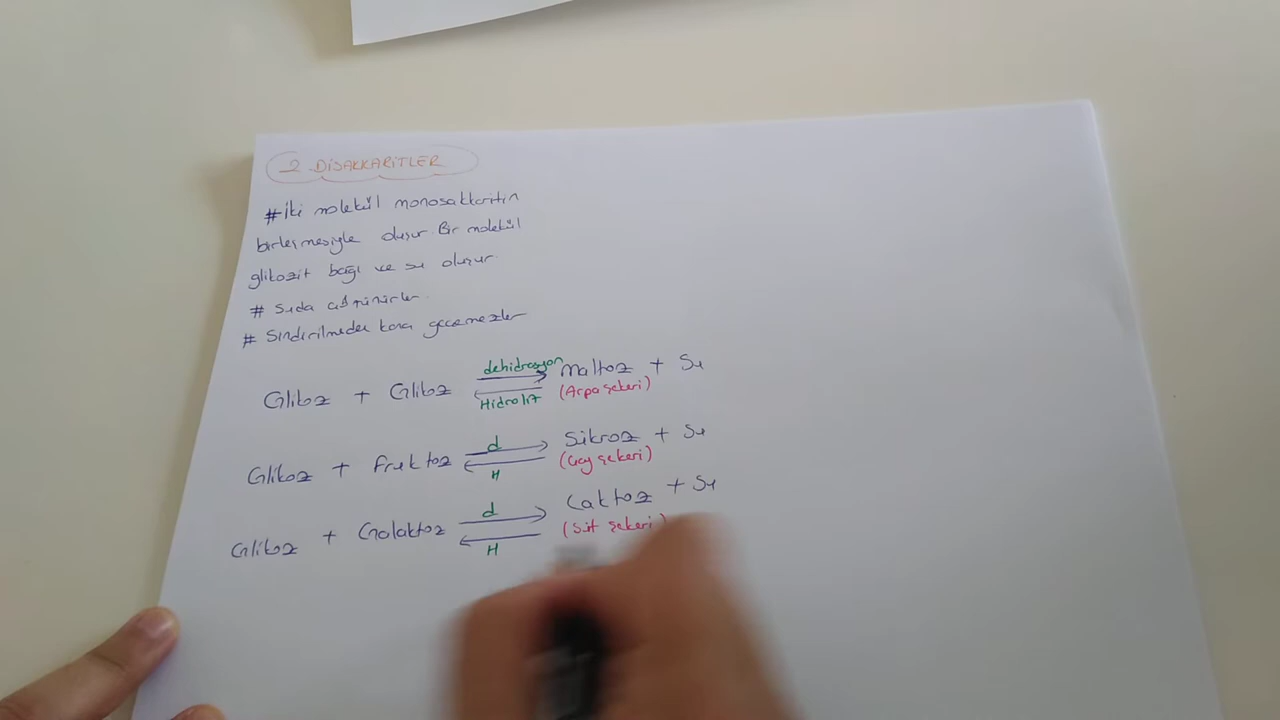 2 DİSAKKARİTLER
# İki molekül monosakkaritin
birleşmesiyle oluşur. Bir molekül
glikozit bağı ve su oluşur.
# Suda çözünürler.
# Sindirilmeden kana geçemezler
Glikoz + Glikoz dehidrasyon Hidroliz maltoz + Su
(Arpa şekeri)
Glikoz + fruktoz d H Sükroz + Su
(Çay şekeri)
Glikoz + Galaktoz d H Laktoz + Su
(Süt şekeri)